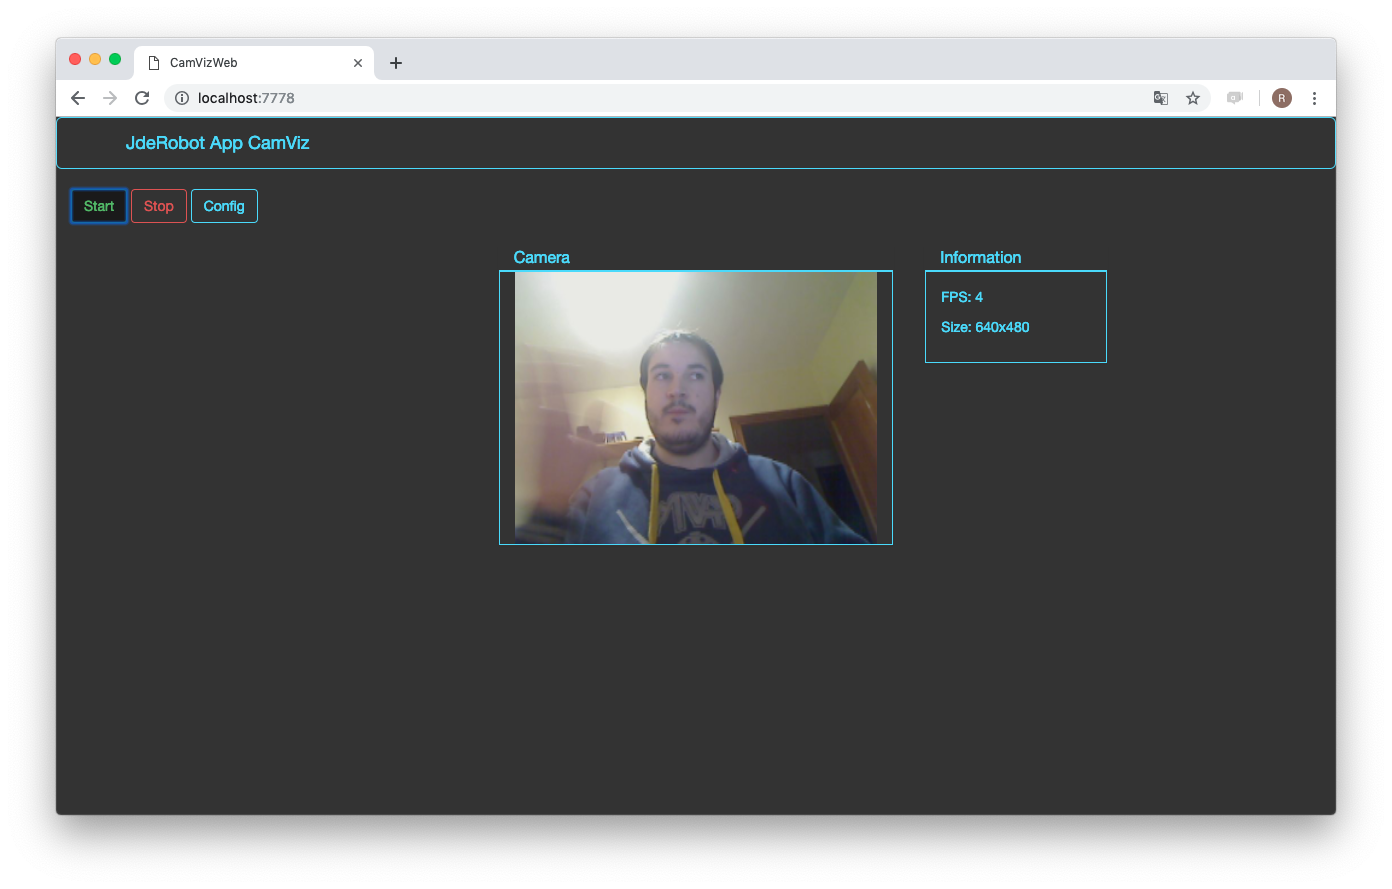 CamVizWeb
localhost:7778
R
JdeRobot App CamViz
Start Stop Config
Camera
Information
FPS: 4
Size: 640x480